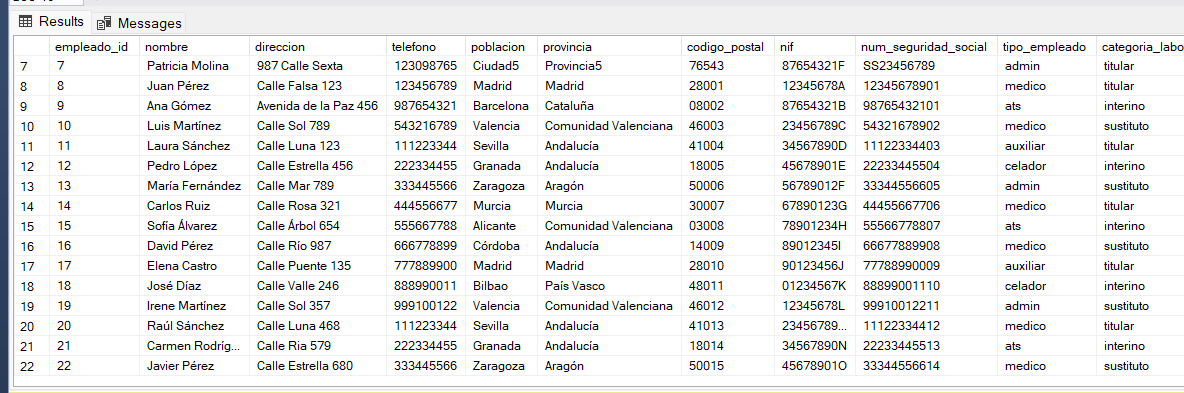 Results Messages
empleado_id nombre direccion telefono poblacion provincia codigo_postal nif num_seguridad_social tipo_empleado categoria_labo
7 7 Patricia Molina 987 Calle Sexta 123098765 Ciudad5 Provincia5 76543 87654321F SS23456789 admin titular
8 8 Juan Pérez Calle Falsa 123 123456789 Madrid Madrid 28001 12345678A 12345678901 medico titular
9 9 Ana Gómez Avenida de la Paz 456 987654321 Barcelona Cataluña 08002 87654321B 98765432101 ats interino
10 10 Luis Martínez Calle Sol 789 543216789 Valencia Comunidad Valenciana 46003 23456789C 54321678902 medico sustituto
11 11 Laura Sánchez Calle Luna 123 111223344 Sevilla Andalucía 41004 34567890D 11122334403 auxiliar titular
12 12 Pedro López Calle Estrella 456 222334455 Granada Andalucía 18005 45678901E 22233445504 celador interino
13 13 María Fernández Calle Mar 789 333445566 Zaragoza Aragón 50006 56789012F 33344556605 admin sustituto
14 14 Carlos Ruiz Calle Rosa 321 444556677 Murcia Murcia 30007 67890123G 44455667706 medico titular
15 15 Sofía Álvarez Calle Árbol 654 555667788 Alicante Comunidad Valenciana 03008 78901234H 55566778807 ats interino
16 16 David Pérez Calle Río 987 666778899 Córdoba Andalucía 14009 89012345I 66677889908 medico sustituto
17 17 Elena Castro Calle Puente 135 777889900 Madrid Madrid 28010 90123456J 77788990009 auxiliar titular
18 18 José Díaz Calle Valle 246 888990011 Bilbao País Vasco 48011 01234567K 88899001110 celador interino
19 19 Irene Martínez Calle Sol 357 999100122 Valencia Comunidad Valenciana 46012 12345678L 99910012211 admin sustituto
20 20 Raúl Sánchez Calle Luna 468 111223344 Sevilla Andalucía 41013 23456789... 11122334412 medico titular
21 21 Carmen Rodríg... Calle Ria 579 222334455 Granada Andalucía 18014 34567890N 22233445513 ats interino
22 22 Javier Pérez Calle Estrella 680 333445566 Zaragoza Aragón 50015 45678901O 33344556614 medico sustituto